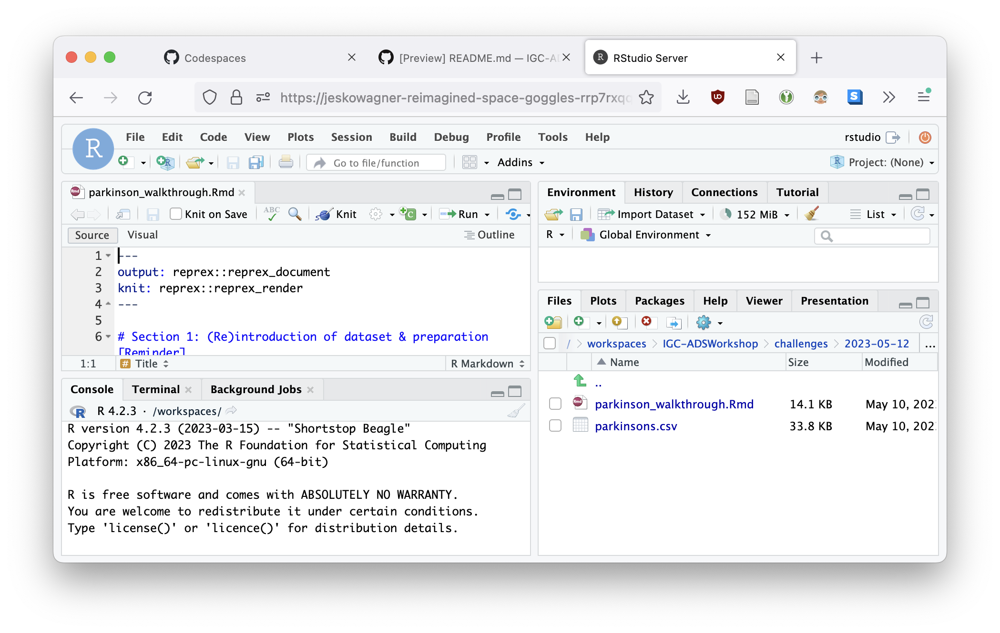 Codespaces
[Preview] README.md — IGC-A
R RStudio Server
https://jeskowagner-reimagined-space-goggles-rrp7rxq
R
File Edit Code View Plots Session Build Debug Profile Tools Help
rstudio
Go to file/function
Addins
Project: (None)
parkinson_walkthrough.Rmd
Knit on Save
ABC
Knit
Run
Source Visual
Outline
1 ---
2 output: reprex::reprex_document
3 knit: reprex::reprex_render
4 ---
5
6 # Section 1: (Re)introduction of dataset & preparation
[Reminder]
1:1 # Title R Markdown
Console Terminal Background Jobs
R 4.2.3 · /workspaces/
R version 4.2.3 (2023-03-15) -- "Shortstop Beagle"
Copyright (C) 2023 The R Foundation for Statistical Computing
Platform: x86_64-pc-linux-gnu (64-bit)
R is free software and comes with ABSOLUTELY NO WARRANTY.
You are welcome to redistribute it under certain conditions.
Type 'license()' or 'licence()' for distribution details.
Environment History Connections Tutorial
Import Dataset
152 MiB
List
R Global Environment
Files Plots Packages Help Viewer Presentation
/ workspaces IGC-ADSWorkshop challenges 2023-05-12 ...
Name Size Modified
..
parkinson_walkthrough.Rmd 14.1 KB May 10, 202
parkinsons.csv 33.8 KB May 10, 202